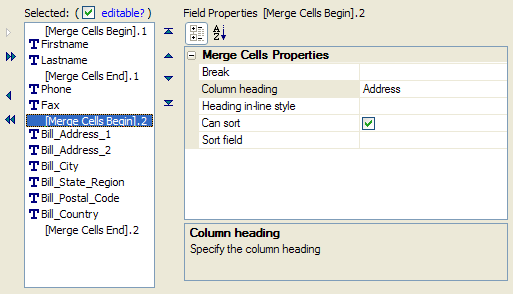 Selected: ( editable? )
[Merge Cells Begin].1
Firstname
Lastname
[Merge Cells End].1
Phone
Fax
[Merge Cells Begin].2
Bill_Address_1
Bill_Address_2
Bill_City
Bill_State_Region
Bill_Postal_Code
Bill_Country
[Merge Cells End].2
Field Properties [Merge Cells Begin].2
Merge Cells Properties
Break
Column heading Address
Heading in-line style
Can sort
Sort field
Column heading
Specify the column heading